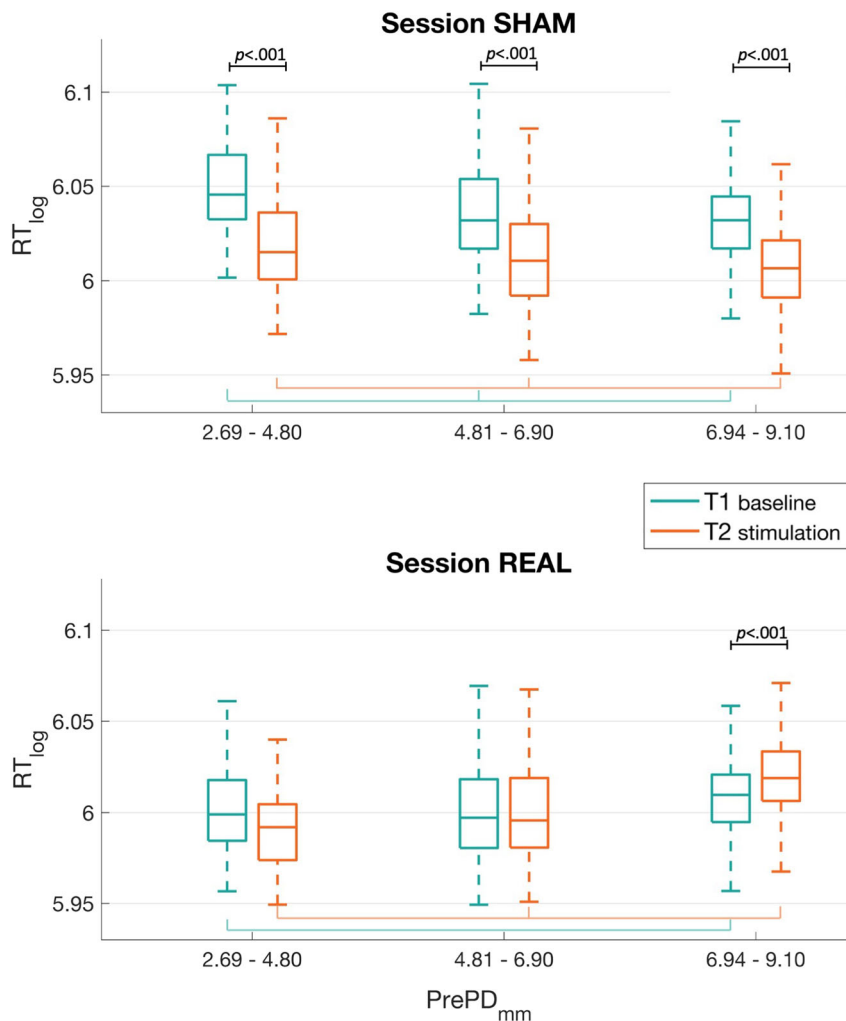 Session SHAM
p<.001
p<.001
p<.001
6.1
6.05
6
5.95
RTlog
2.69 - 4.80
4.81 - 6.90
6.94 - 9.10
T1 baseline
T2 stimulation
Session REAL
p<.001
6.1
6.05
6
5.95
RTlog
2.69 - 4.80
4.81 - 6.90
6.94 - 9.10
PrePDmm